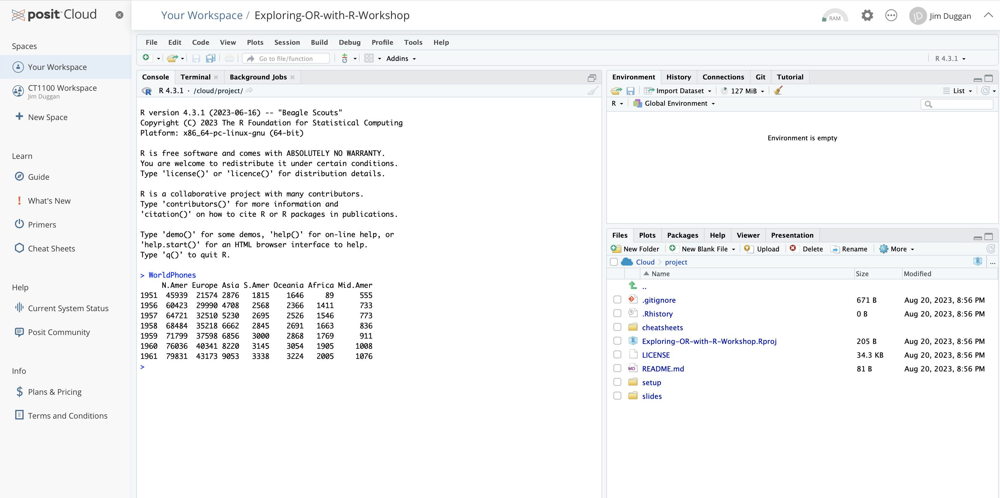 posit Cloud
Spaces
Your Workspace
CT1100 Workspace
Jim Duggan
New Space
Learn
Guide
What's New
Primers
Cheat Sheets
Help
Current System Status
Posit Community
Info
Plans & Pricing
Terms and Conditions
Your Workspace / Exploring-OR-with-R-Workshop
RAM
JD Jim Duggan
File Edit Code View Plots Session Build Debug Profile Tools Help
Go to file/function Addins R 4.3.1
Console Terminal Background Jobs
R 4.3.1 · /cloud/project/
R version 4.3.1 (2023-06-16) -- "Beagle Scouts"
Copyright (C) 2023 The R Foundation for Statistical Computing
Platform: x86_64-pc-linux-gnu (64-bit)
R is free software and comes with ABSOLUTELY NO WARRANTY.
You are welcome to redistribute it under certain conditions.
Type 'license()' or 'licence()' for distribution details.
R is a collaborative project with many contributors.
Type 'contributors()' for more information and
'citation()' on how to cite R or R packages in publications.
Type 'demo()' for some demos, 'help()' for on-line help, or
'help.start()' for an HTML browser interface to help.
Type 'q()' to quit R.
> WorldPhones
N.Amer Europe Asia S.Amer Oceania Africa Mid.Amer
1951 45939 21574 2876 1815 1646 89 555
1956 60423 29990 4708 2568 2366 1411 733
1957 64721 32510 5230 2695 2526 1546 773
1958 68484 35218 6662 2845 2691 1663 836
1959 71799 37598 6856 3000 2868 1769 911
1960 76036 40341 8220 3145 3054 1905 1008
1961 79831 43173 9053 3338 3224 2005 1076
>
Environment History Connections Git Tutorial
Import Dataset 127 MiB List
R Global Environment
Environment is empty
Files Plots Packages Help Viewer Presentation
New Folder New Blank File Upload Delete Rename More
Cloud > project R ...
Name Size Modified
..
.gitignore 671 B Aug 20, 2023, 8:56 PM
.Rhistory 0 B Aug 20, 2023, 8:56 PM
cheatsheets
Exploring-OR-with-R-Workshop.Rproj 205 B Aug 20, 2023, 8:56 PM
LICENSE 34.3 KB Aug 20, 2023, 8:56 PM
MD README.md 81 B Aug 20, 2023, 8:56 PM
setup
slides